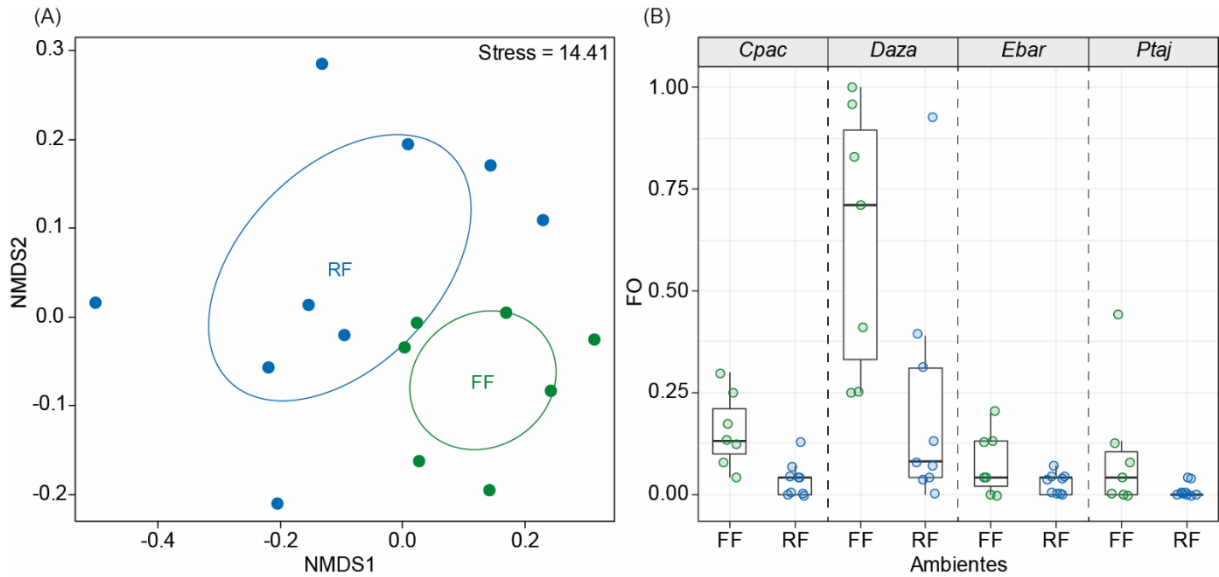 (A)
Stress = 14.41
0.3
0.2
0.1
0.0
-0.1
-0.2
NMDS2
RF
FF
-0.4
-0.2
0.0
0.2
NMDS1
(B)
Cpac Daza Ebar Ptaj
1.00
0.75
0.50
0.25
0.00
FO
FF RF FF RF FF RF FF RF
Ambientes